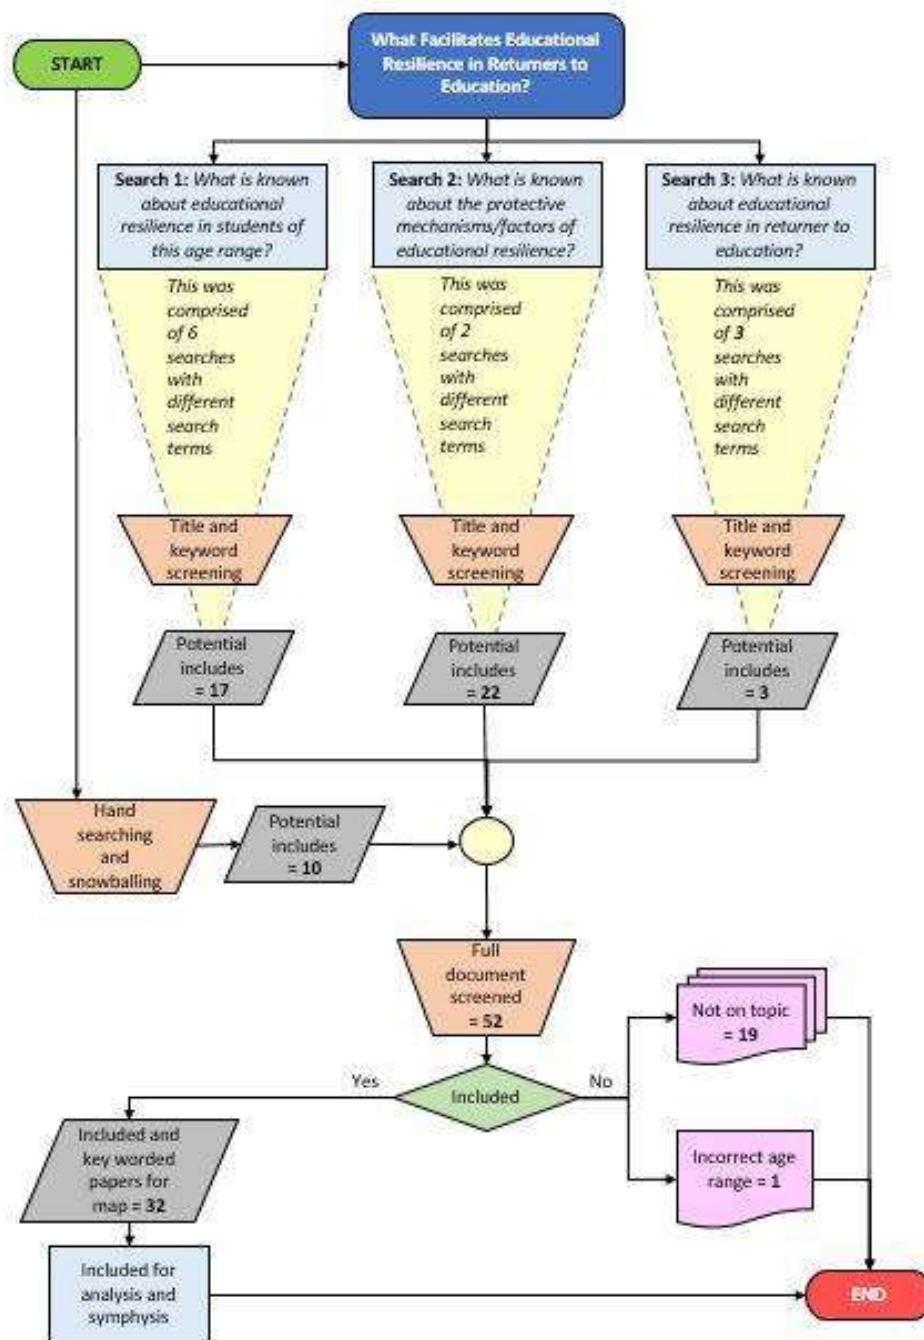 START
What Facilitates Educational
Resilience in Returners to
Education?
Search 1: What is known
about educational
resilience in students of
this age range?
Search 2: What is known
about the protective
mechanisms/factors of
educational resilience?
Search 3: What is known
about educational
resilience in returner to
education?
This was
comprised
of 6
searches
with
different
search
terms
This was
comprised
of 2
searches
with
different
search
terms
This was
comprised
of 3
searches
with
different
search
terms
Title and
keyword
screening
Title and
keyword
screening
Title and
keyword
screening
Potential
includes
= 17
Potential
includes
= 22
Potential
includes
= 3
Hand
searching
and
snowballing
Potential
includes
= 10
Full
document
screened
= 52
Included
Yes
No
Not on topic
= 19
Incorrect age
range = 1
Included and
key worded
papers for
map = 32
Included for
analysis and
symphysis
END